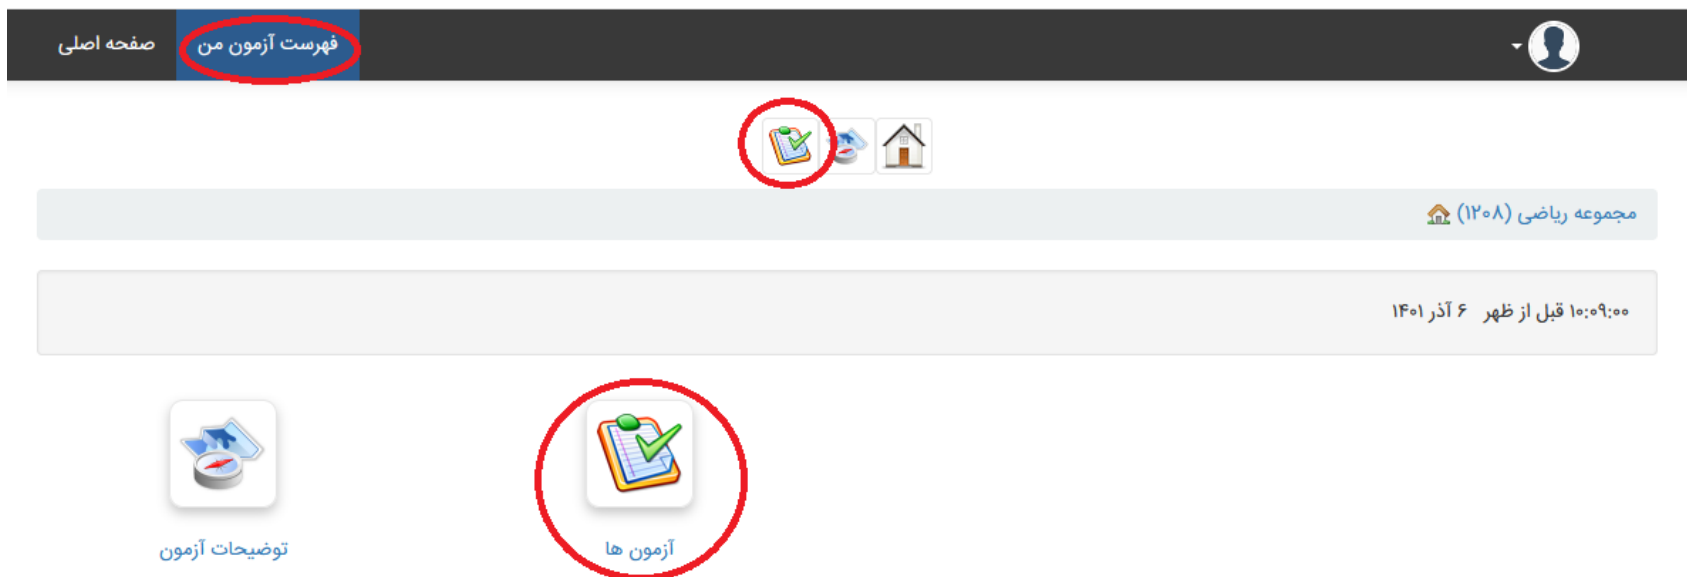 فهرست آزمون من
صفحه اصلی
مجموعه ریاضی (۱۲۰۸)
۱۰:۰۹:۰۰ قبل از ظهر ۶ آذر ۱۴۰۱
آزمون ها
توضیحات آزمون